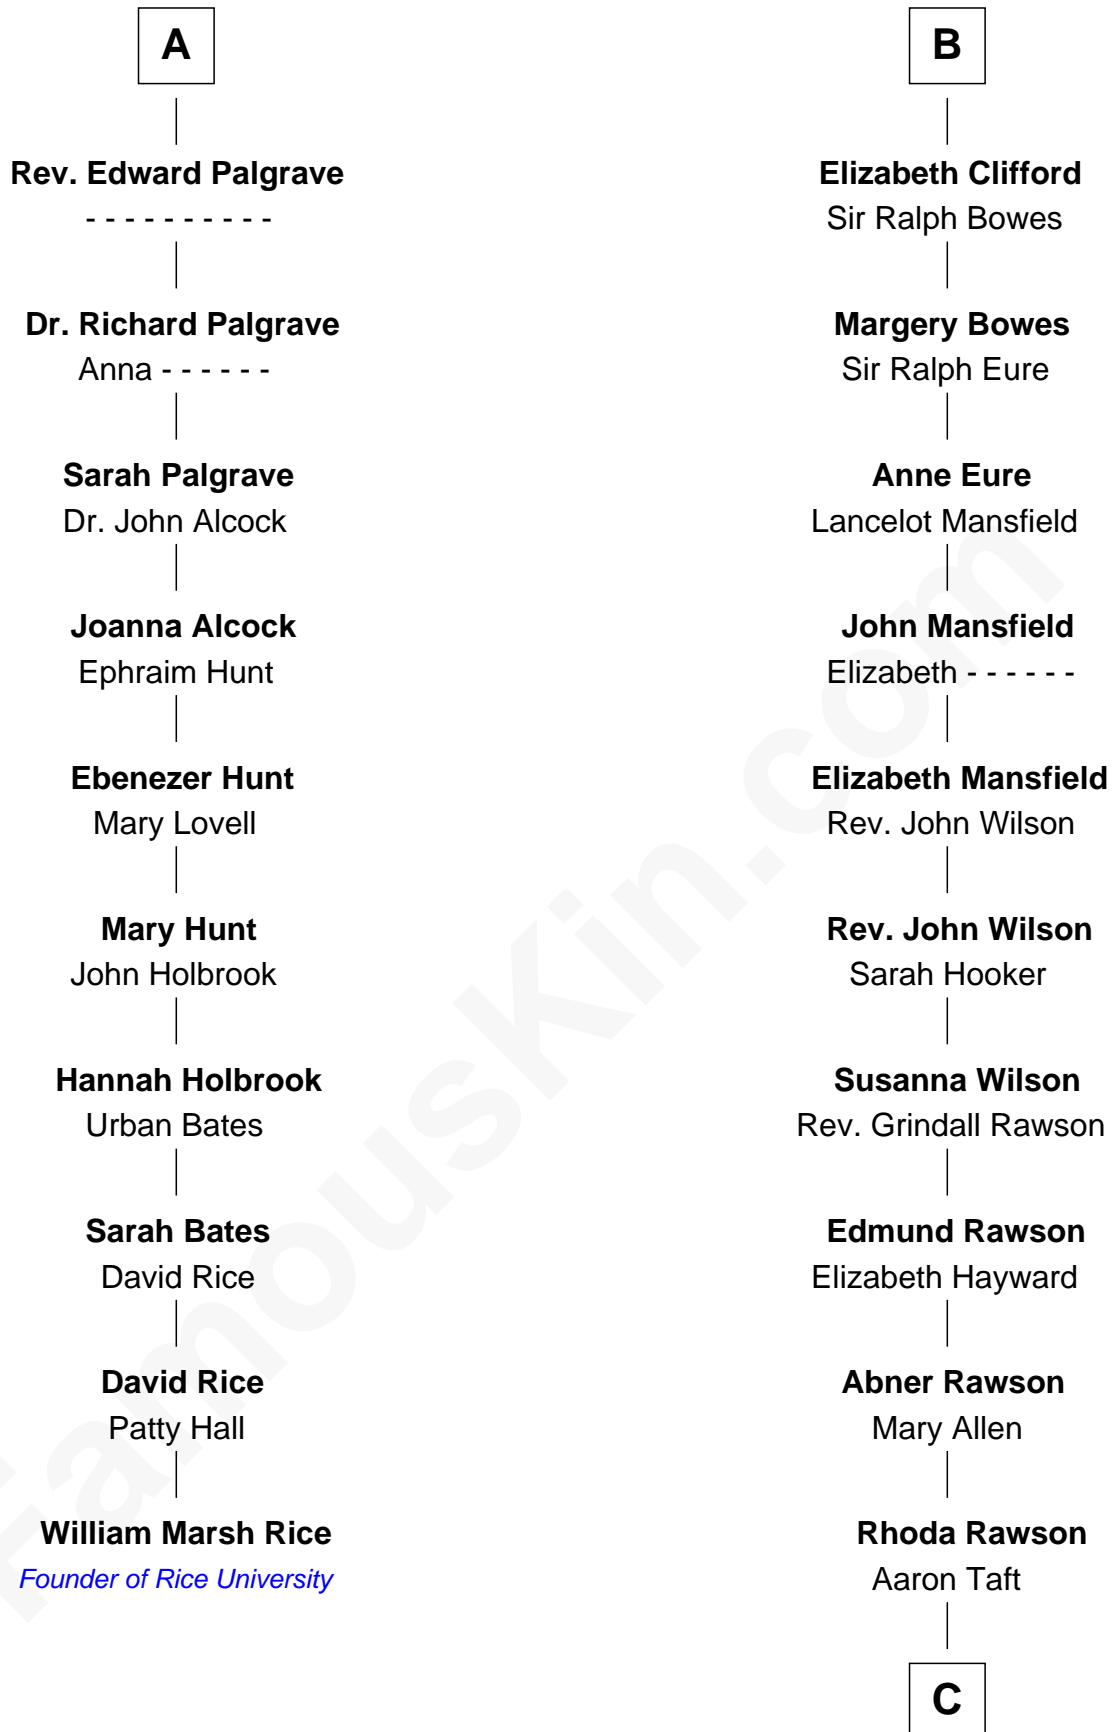 A
Rev. Edward Palgrave
- - - - - - - - - -
Dr. Richard Palgrave
Anna - - - - - -
Sarah Palgrave
Dr. John Alcock
Joanna Alcock
Ephraim Hunt
Ebenezer Hunt
Mary Lovell
Mary Hunt
John Holbrook
Hannah Holbrook
Urban Bates
Sarah Bates
David Rice
David Rice
Patty Hall
William Marsh Rice
Founder of Rice University
B
Elizabeth Clifford
Sir Ralph Bowes
Margery Bowes
Sir Ralph Eure
Anne Eure
Lancelot Mansfield
John Mansfield
Elizabeth - - - - - -
Elizabeth Mansfield
Rev. John Wilson
Rev. John Wilson
Sarah Hooker
Susanna Wilson
Rev. Grindall Rawson
Edmund Rawson
Elizabeth Hayward
Abner Rawson
Mary Allen
Rhoda Rawson
Aaron Taft
C
FamousKin.com